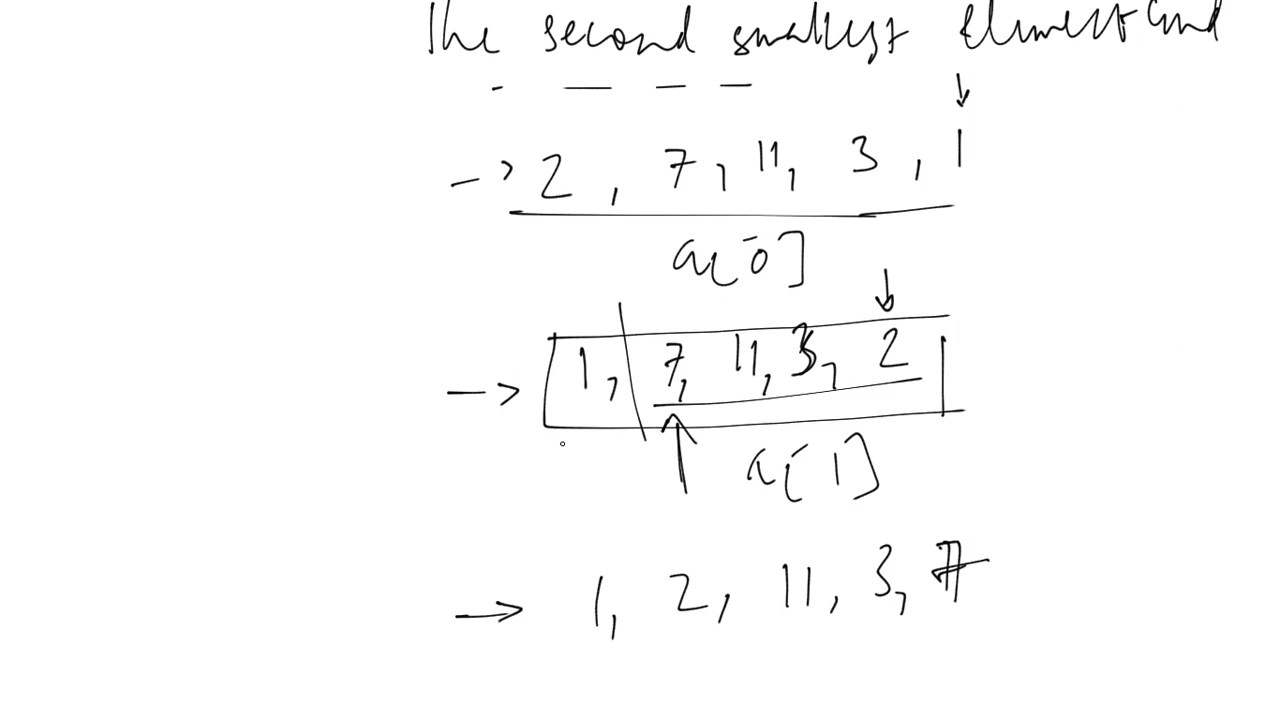 The second smallest element and
-> 2, 7, 11, 3, 1
a[0]
-> 1, 7, 11, 3, 2
a[1]
-> 1, 2, 11, 3, 7